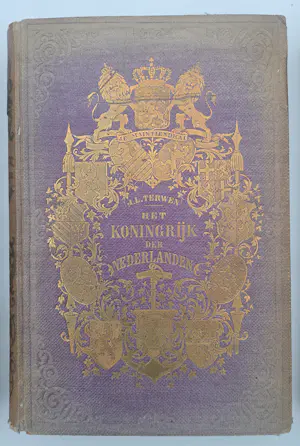 J.L.TERWEN
HET
KONINGRIJK
DER
NEDERLANDEN